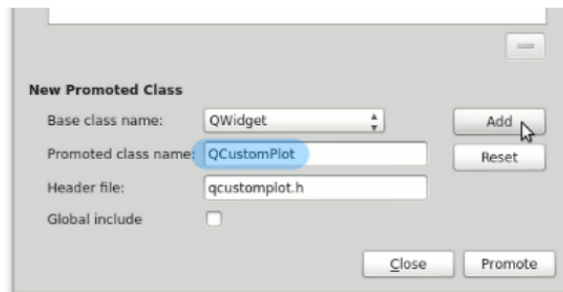 New Promoted Class
Base class name: QWidget Add
Promoted class name: QCustomPlot Reset
Header file: qcustomplot.h
Global include
Close Promote